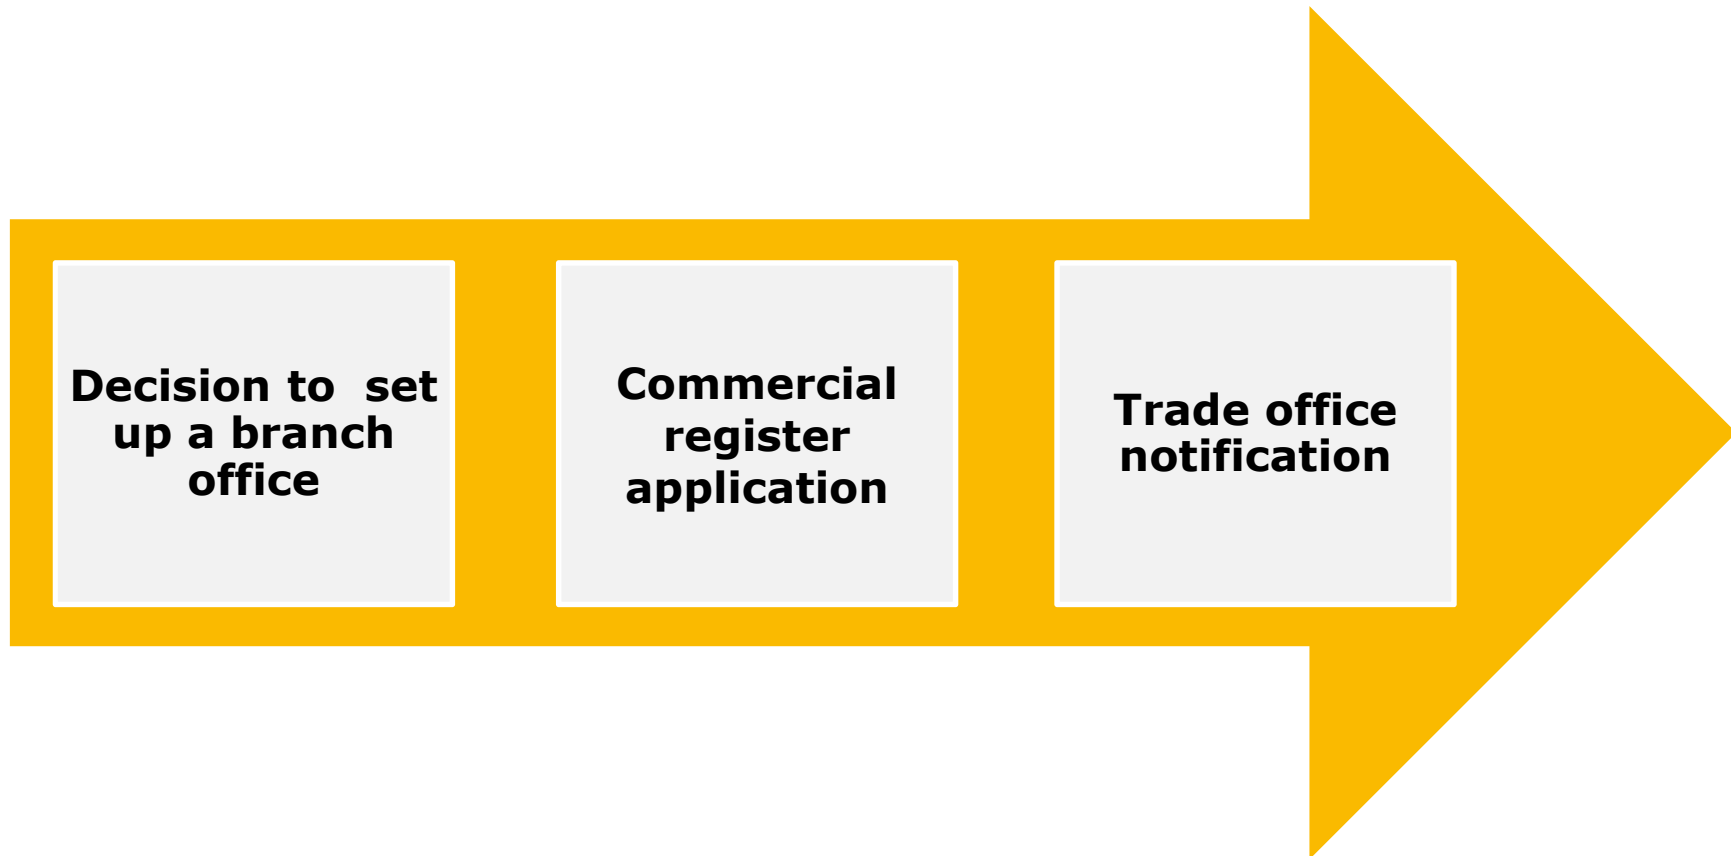 Decision to  set
up a branch
office
Commercial
register
application
Trade office
notification